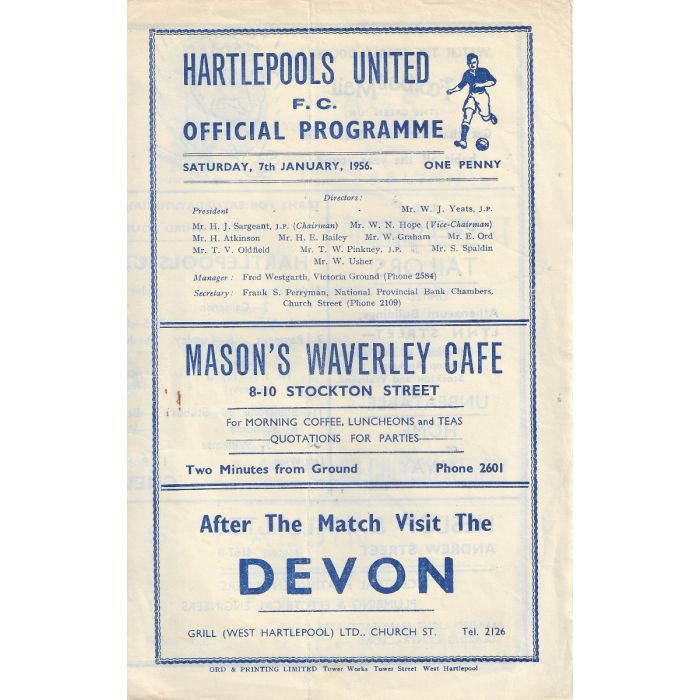 HARTLEPOOLS UNITED
F.C.
OFFICIAL PROGRAMME
SATURDAY, 7th JANUARY, 1956. ONE PENNY
Directors:
President - - - - Mr. W. J. Yeats, J.P.
Mr. H. J. Sargeant, J.P. (Chairman) Mr. W. N. Hope (Vice-Chairman)
Mr. H. Atkinson Mr. H. E. Bailey Mr. W. Graham Mr. E. Ord
Mr. T. V. Oldfield Mr. T. W. Pinkney, J.P. Mr. S. Spaldin
Mr. W. Usher
Manager: Fred Westgarth, Victoria Ground (Phone 2584)
Secretary: Frank S. Perryman, National Provincial Bank Chambers,
Church Street (Phone 2109)
MASON'S WAVERLEY CAFE
8-10 STOCKTON STREET
For MORNING COFFEE, LUNCHEONS and TEAS
QUOTATIONS FOR PARTIES
Two Minutes from Ground Phone 2601
After The Match Visit The
DEVON
GRILL (WEST HARTLEPOOL) LTD., CHURCH ST. Tel. 2126
ORD & PRINTING LIMITED Tower Works Tower Street West Hartlepool